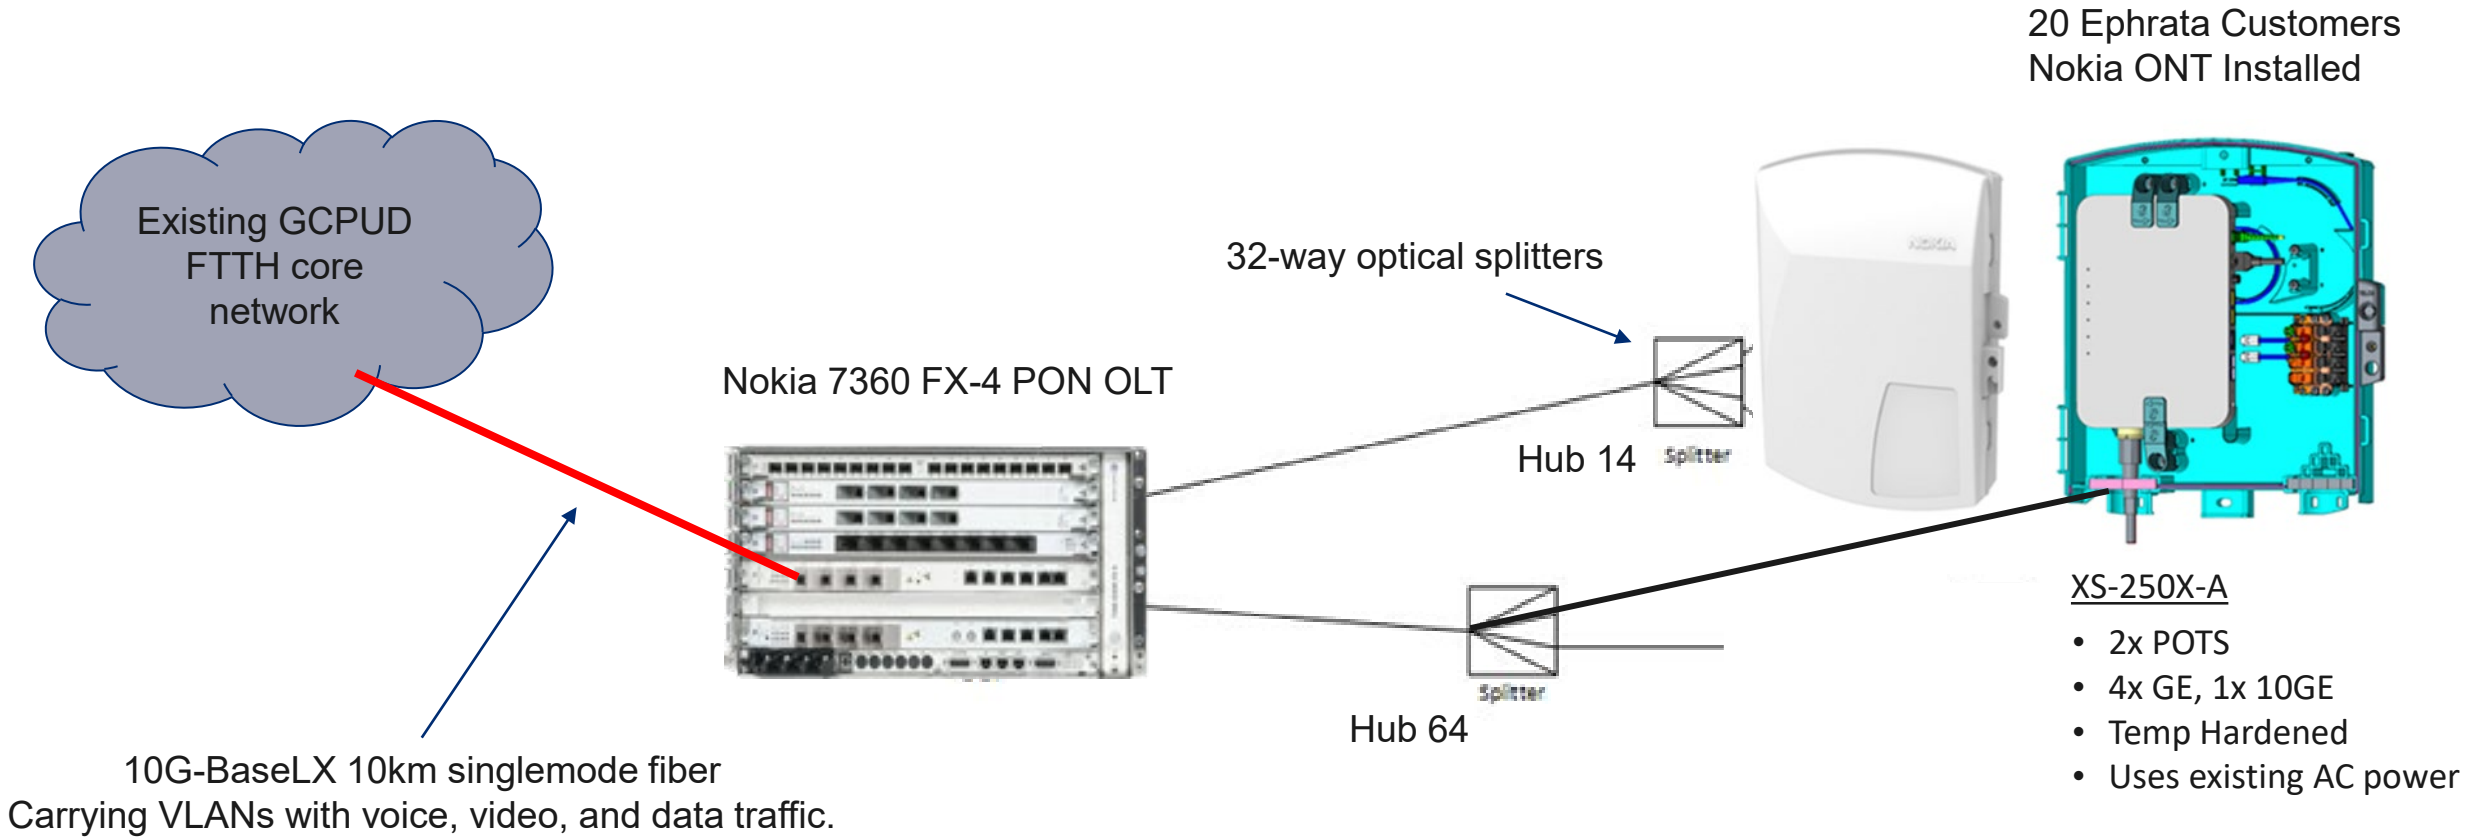 20 Ephrata Customers
Nokia ONT Installed
Existing GCPUD
FTTH core
network
32-way optical splitters
NOKIA
Nokia 7360 FX-4 PON OLT
Hub 14
Splitter
Hub 64
Splitter
XS-250X-A
• 2x POTS
• 4x GE, 1x 10GE
• Temp Hardened
• Uses existing AC power
10G-BaseLX 10km singlemode fiber
Carrying VLANs with voice, video, and data traffic.